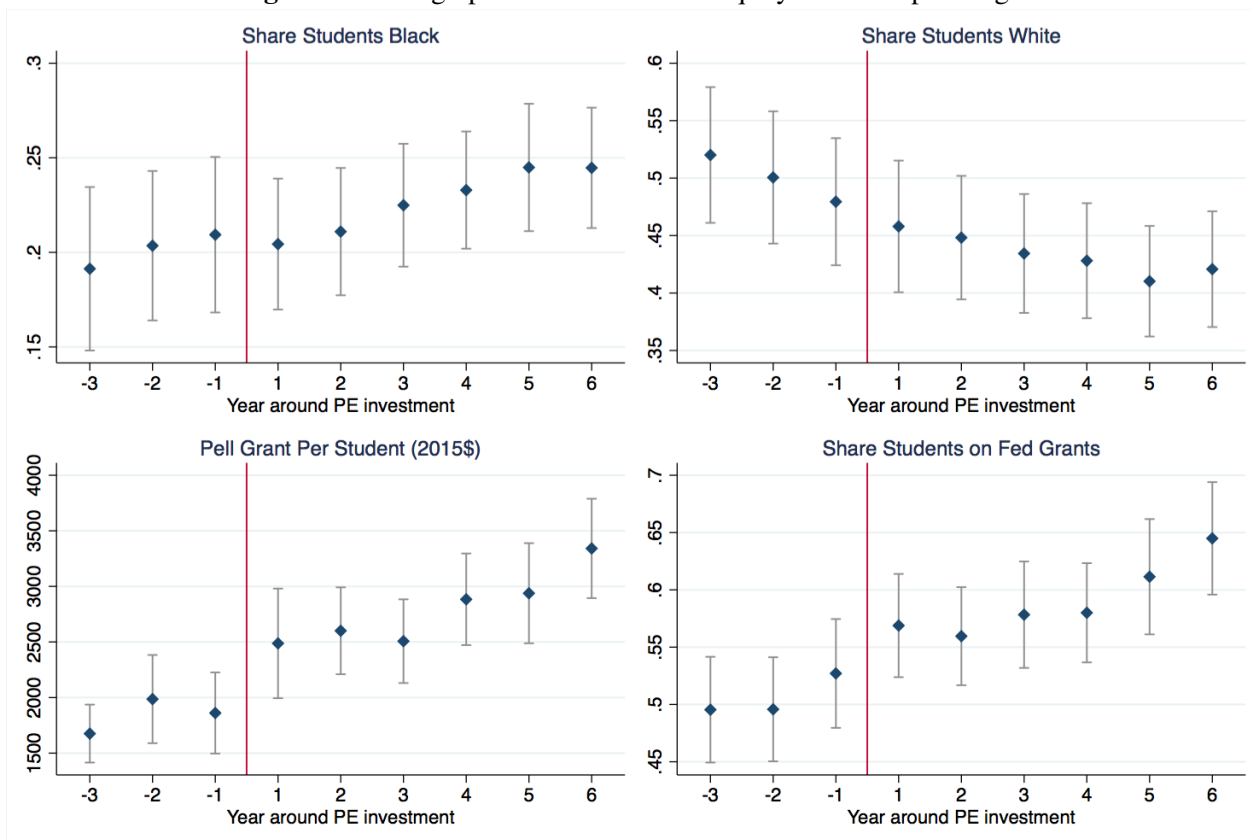 Share Students Black
.3
.25
.2
.15
-3 -2 -1 1 2 3 4 5 6
Year around PE investment
Share Students White
.6
.55
.5
.45
.4
.35
-3 -2 -1 1 2 3 4 5 6
Year around PE investment
Pell Grant Per Student (2015$)
4000
3500
3000
2500
2000
1500
-3 -2 -1 1 2 3 4 5 6
Year around PE investment
Share Students on Fed Grants
.7
.65
.6
.55
.5
.45
-3 -2 -1 1 2 3 4 5 6
Year around PE investment